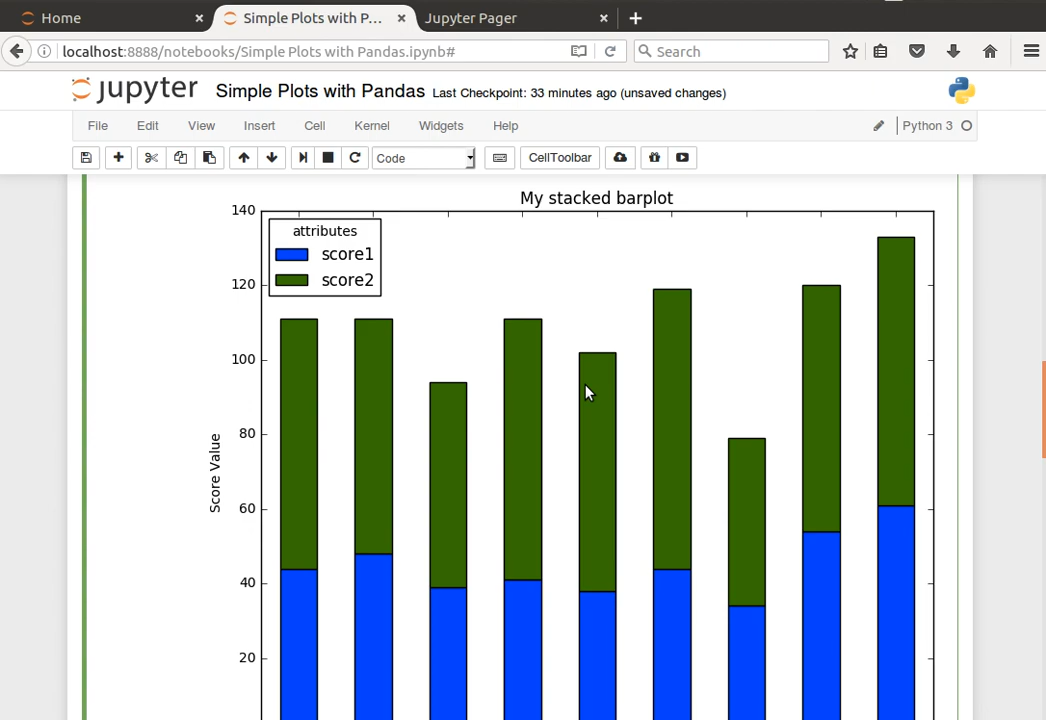 Home
Simple Plots with P...
Jupyter Pager
localhost:8888/notebooks/Simple Plots with Pandas.ipynb#
Search
jupyter Simple Plots with Pandas Last Checkpoint: 33 minutes ago (unsaved changes)
File Edit View Insert Cell Kernel Widgets Help Python 3
Code CellToolbar
My stacked barplot
attributes
score1
score2
140
120
100
80
60
40
20
Score Value